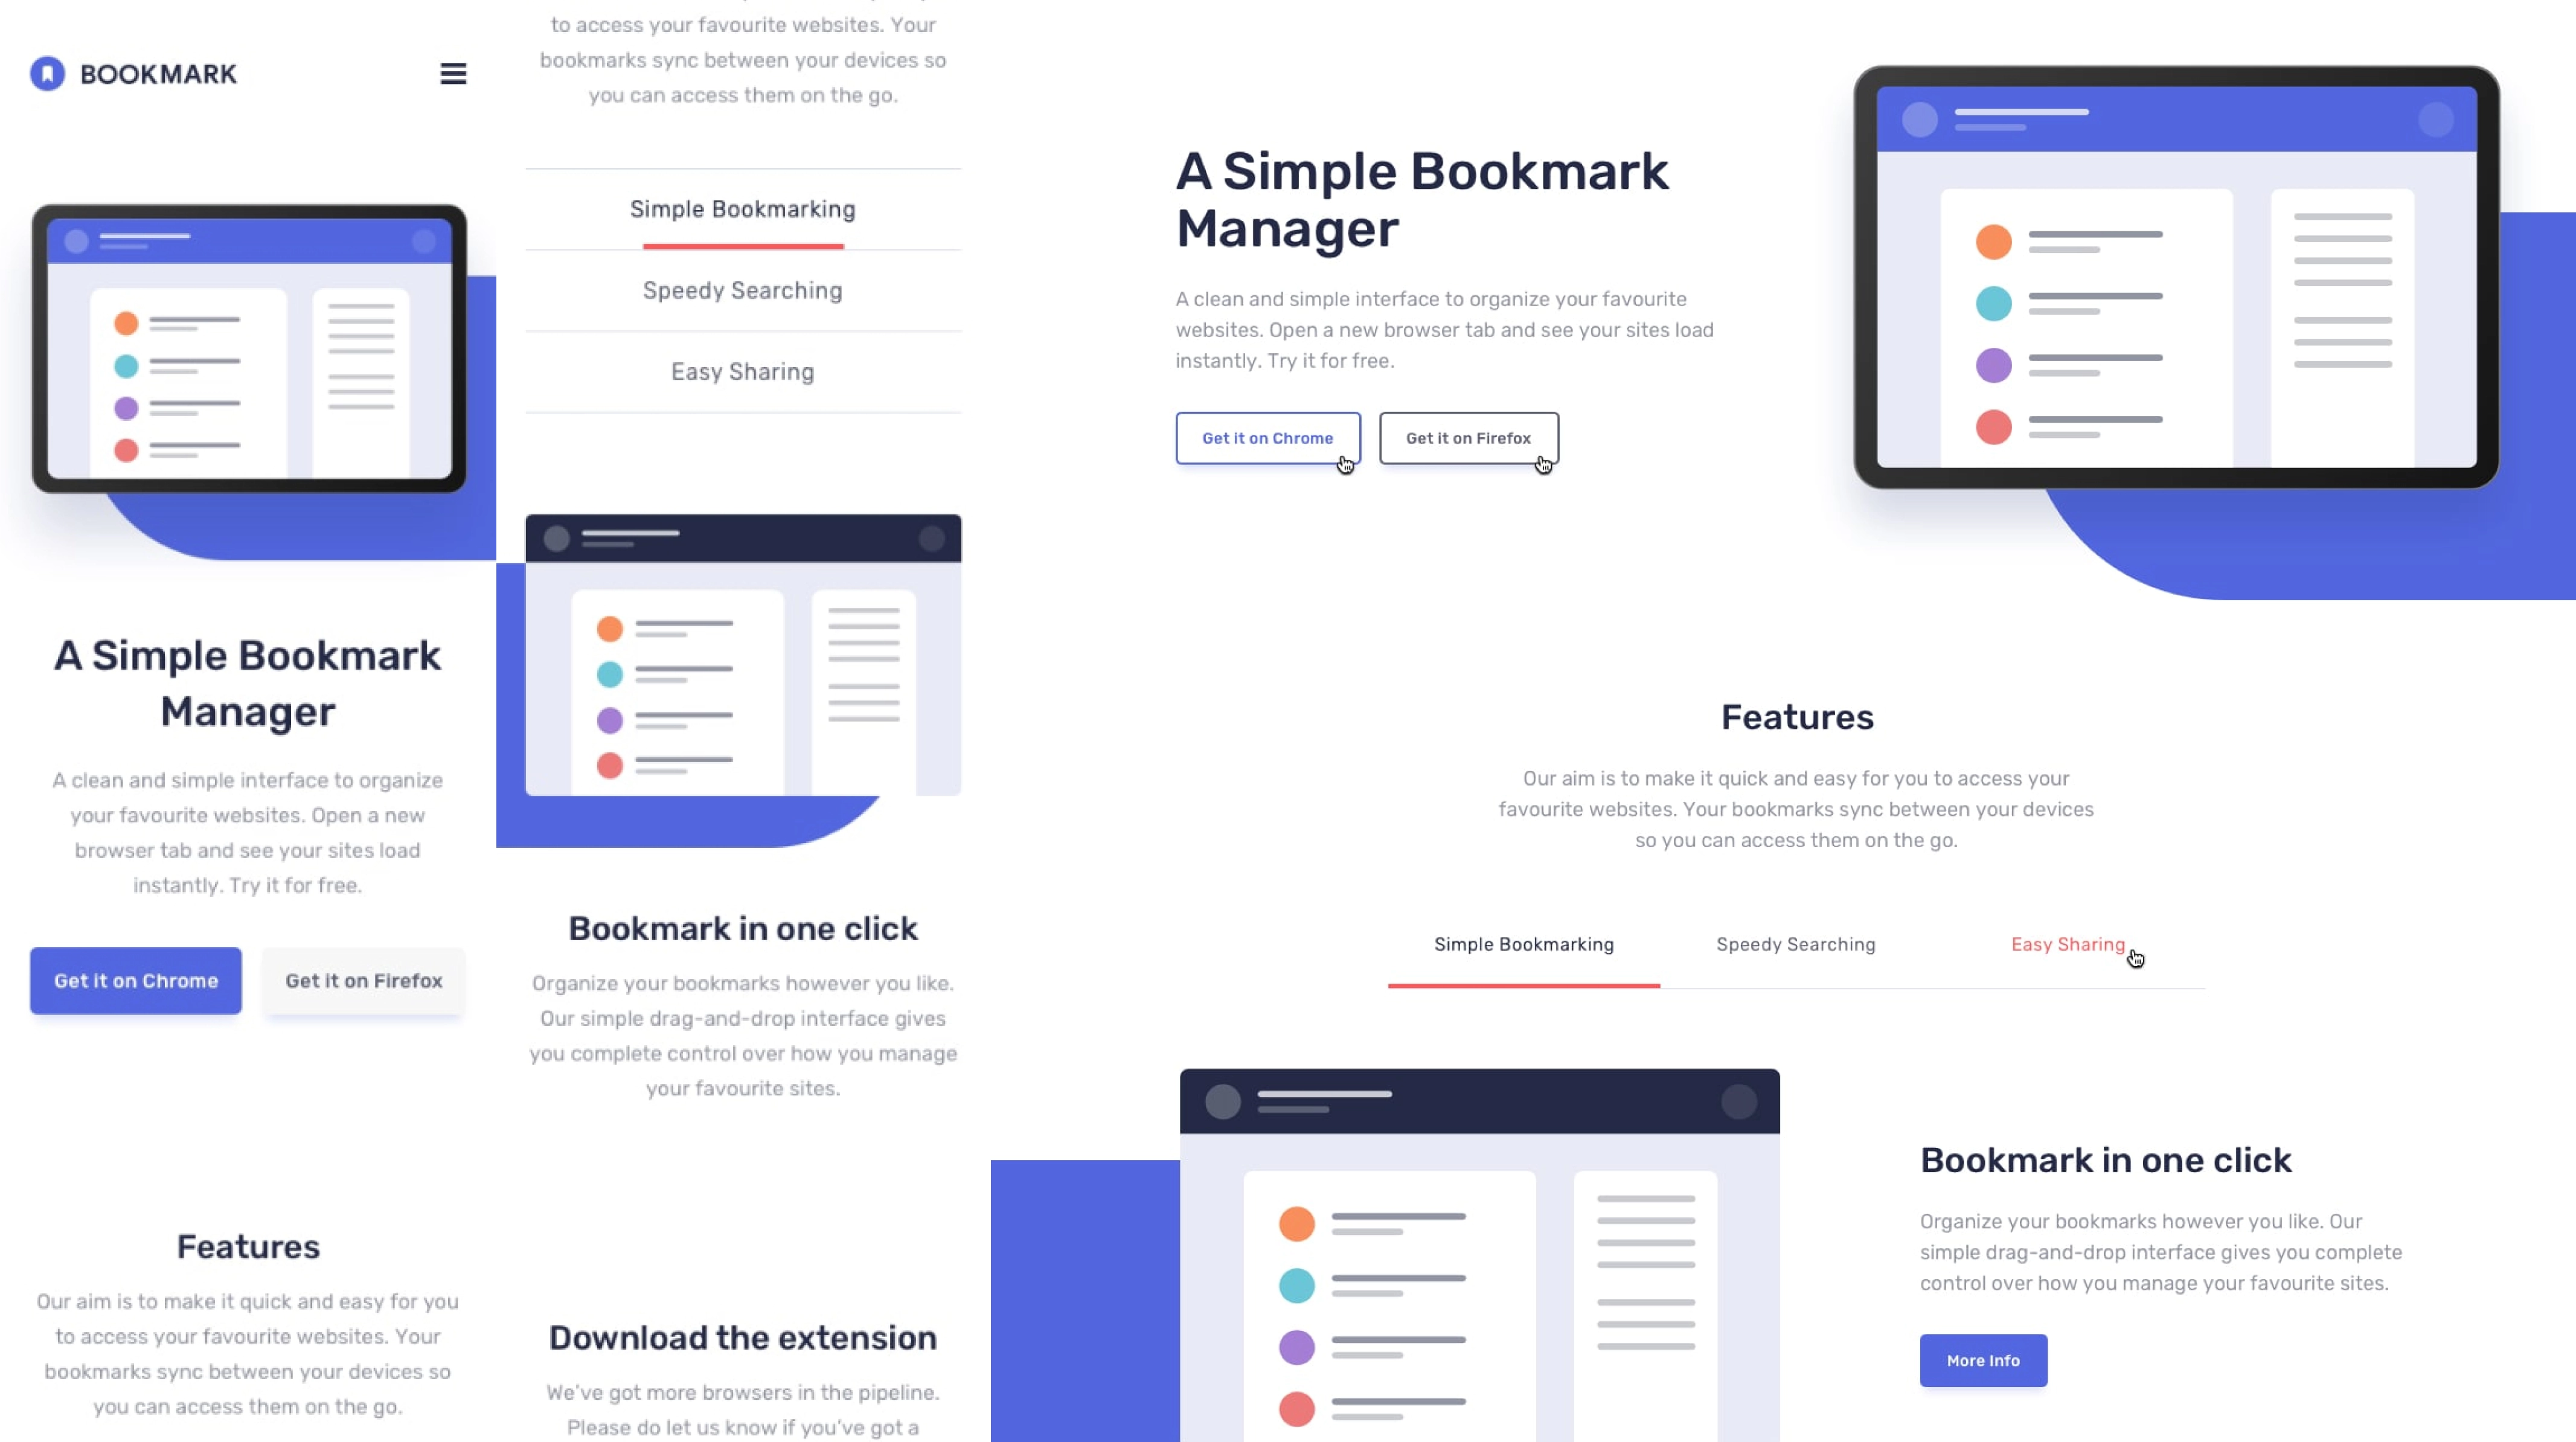 BOOKMARK
A Simple Bookmark
Manager
A clean and simple interface to organize
your favourite websites. Open a new
browser tab and see your sites load
instantly. Try it for free.
Get it on Chrome
Get it on Firefox
Features
Our aim is to make it quick and easy for you
to access your favourite websites. Your
bookmarks sync between your devices so
you can access them on the go.
to access your favourite websites. Your
bookmarks sync between your devices so
you can access them on the go.
Simple Bookmarking
Speedy Searching
Easy Sharing
Bookmark in one click
Organize your bookmarks however you like.
Our simple drag-and-drop interface gives
you complete control over how you manage
your favourite sites.
Download the extension
We've got more browsers in the pipeline.
Please do let us know if you've got a
A Simple Bookmark
Manager
A clean and simple interface to organize your favourite
websites. Open a new browser tab and see your sites load
instantly. Try it for free.
Get it on Chrome
Get it on Firefox
Features
Our aim is to make it quick and easy for you to access your
favourite websites. Your bookmarks sync between your devices
so you can access them on the go.
Simple Bookmarking
Speedy Searching
Easy Sharing
Bookmark in one click
Organize your bookmarks however you like. Our
simple drag-and-drop interface gives you complete
control over how you manage your favourite sites.
More Info